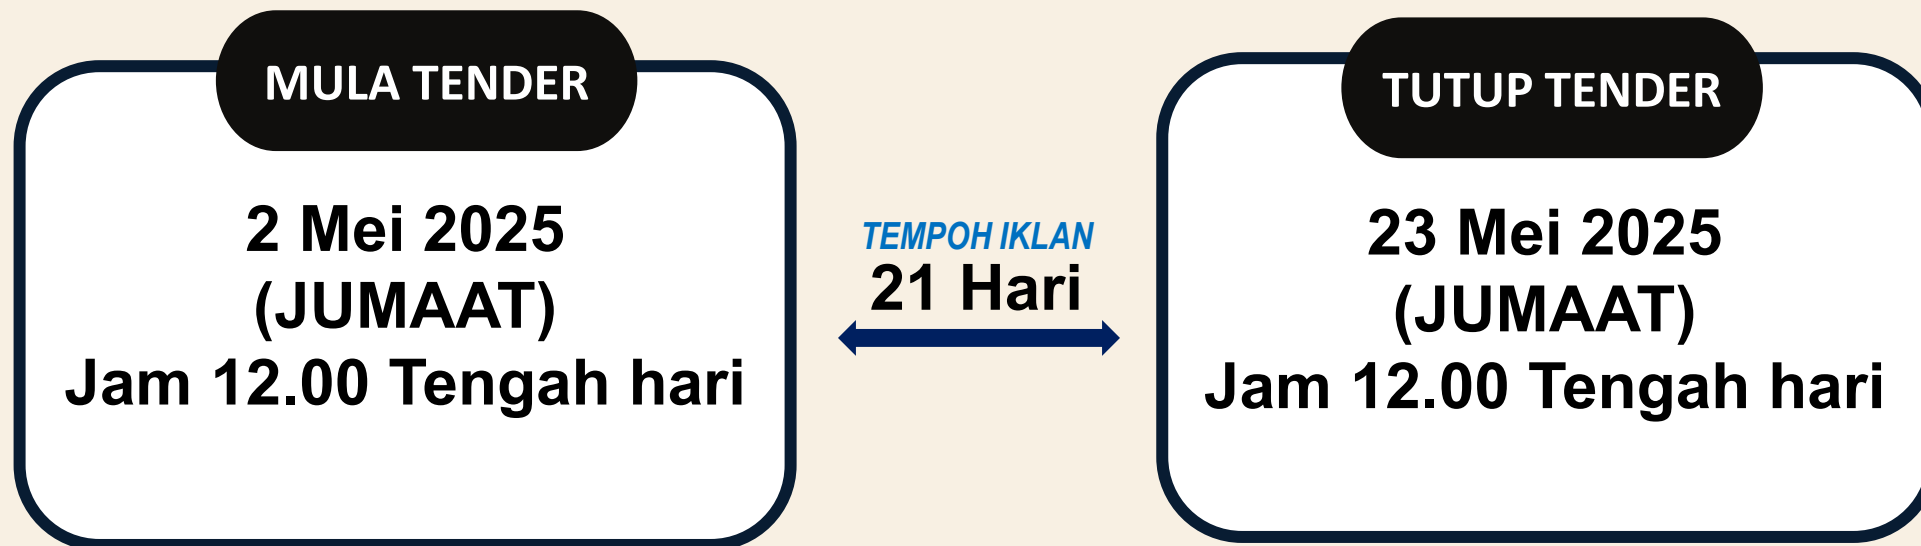 MULA TENDER
2 Mei 2025
(JUMAAT)
Jam 12.00 Tengah hari
TEMPOH IKLAN
21 Hari
TUTUP TENDER
23 Mei 2025
(JUMAAT)
Jam 12.00 Tengah hari